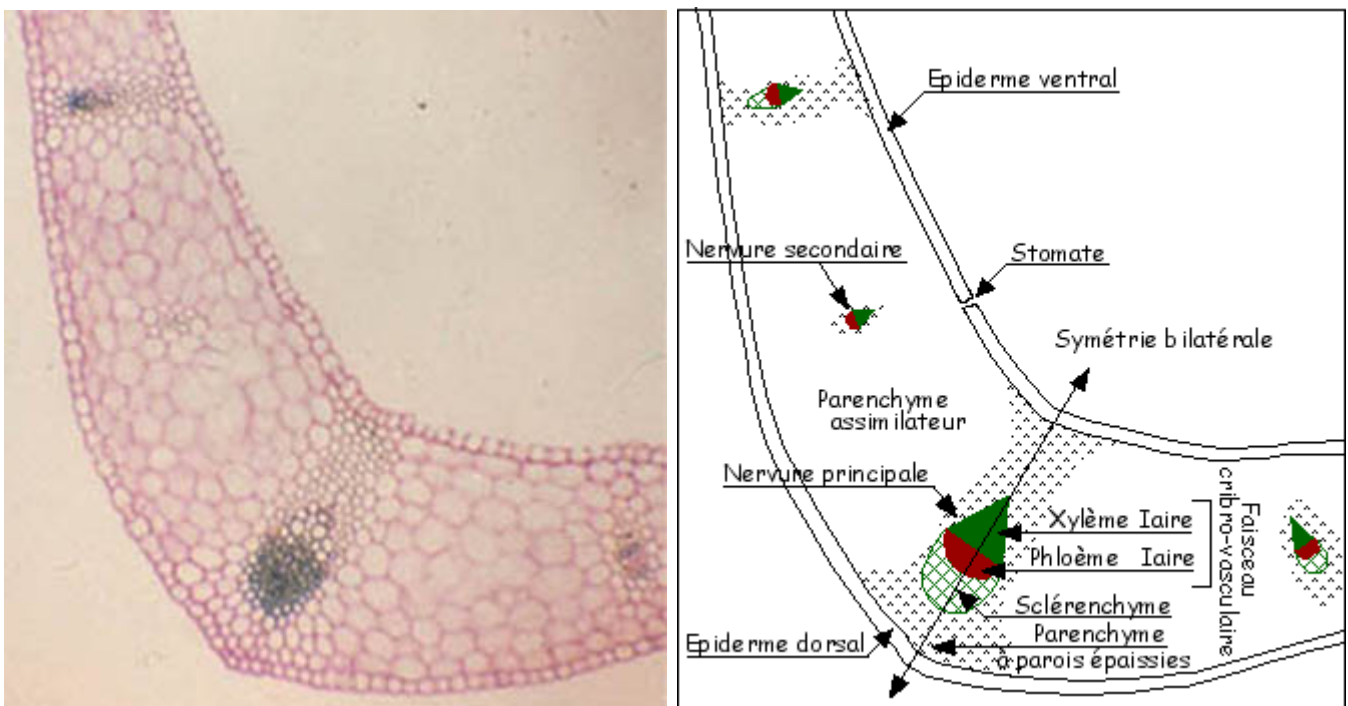 Epiderme ventral
Nervure secondaire
Stomate
Symétrie bilatérale
Parenchyme
assimilateur
Nervure principale
Xylème Iaire
Phloème Iaire
Faisceau
cribro-vasculaire
Sclérenchyme
Epiderme dorsal
Parenchyme
à parois épaissies